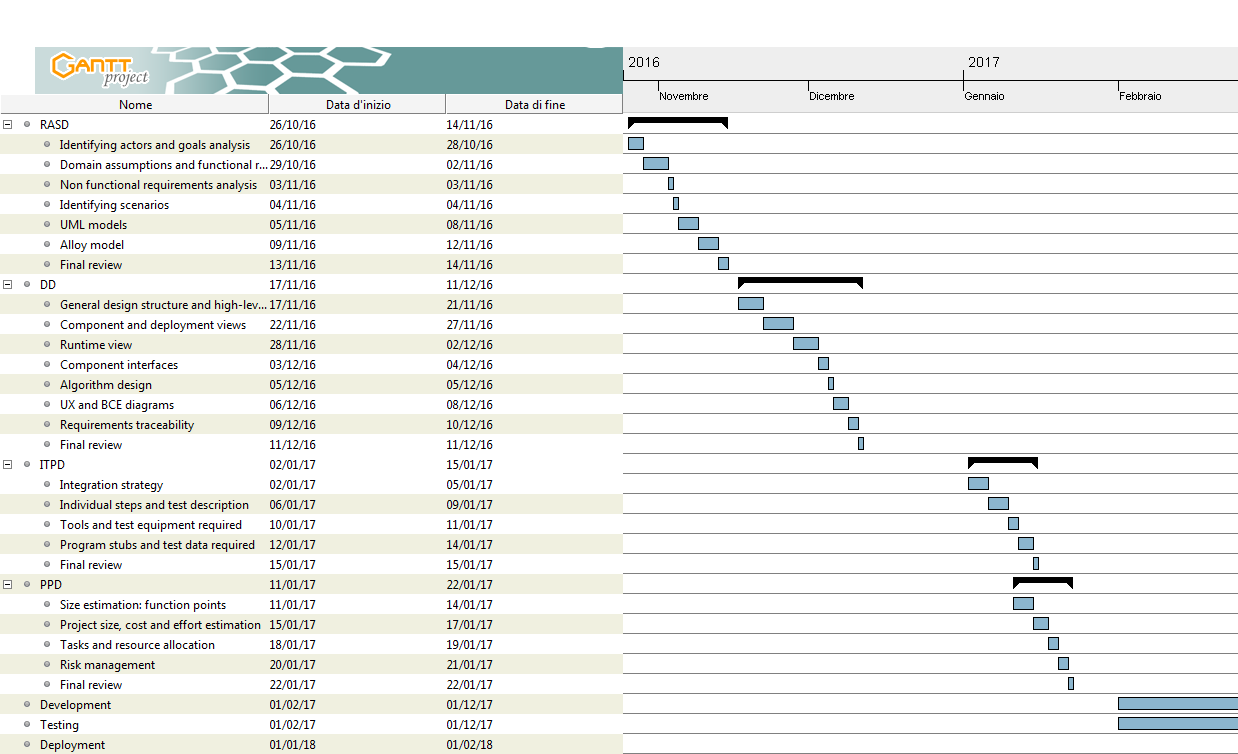 GANTT project
2016 2017
Novembre Dicembre Gennaio Febbraio
Nome Data d'inizio Data di fine
RASD 26/10/16 14/11/16
Identifying actors and goals analysis 26/10/16 28/10/16
Domain assumptions and functional r... 29/10/16 02/11/16
Non functional requirements analysis 03/11/16 03/11/16
Identifying scenarios 04/11/16 04/11/16
UML models 05/11/16 08/11/16
Alloy model 09/11/16 12/11/16
Final review 13/11/16 14/11/16
DD 17/11/16 11/12/16
General design structure and high-lev... 17/11/16 21/11/16
Component and deployment views 22/11/16 27/11/16
Runtime view 28/11/16 02/12/16
Component interfaces 03/12/16 04/12/16
Algorithm design 05/12/16 05/12/16
UX and BCE diagrams 06/12/16 08/12/16
Requirements traceability 09/12/16 10/12/16
Final review 11/12/16 11/12/16
ITPD 02/01/17 15/01/17
Integration strategy 02/01/17 05/01/17
Individual steps and test description 06/01/17 09/01/17
Tools and test equipment required 10/01/17 11/01/17
Program stubs and test data required 12/01/17 14/01/17
Final review 15/01/17 15/01/17
PPD 11/01/17 22/01/17
Size estimation: function points 11/01/17 14/01/17
Project size, cost and effort estimation 15/01/17 17/01/17
Tasks and resource allocation 18/01/17 19/01/17
Risk management 20/01/17 21/01/17
Final review 22/01/17 22/01/17
Development 01/02/17 01/12/17
Testing 01/02/17 01/12/17
Deployment 01/01/18 01/02/18